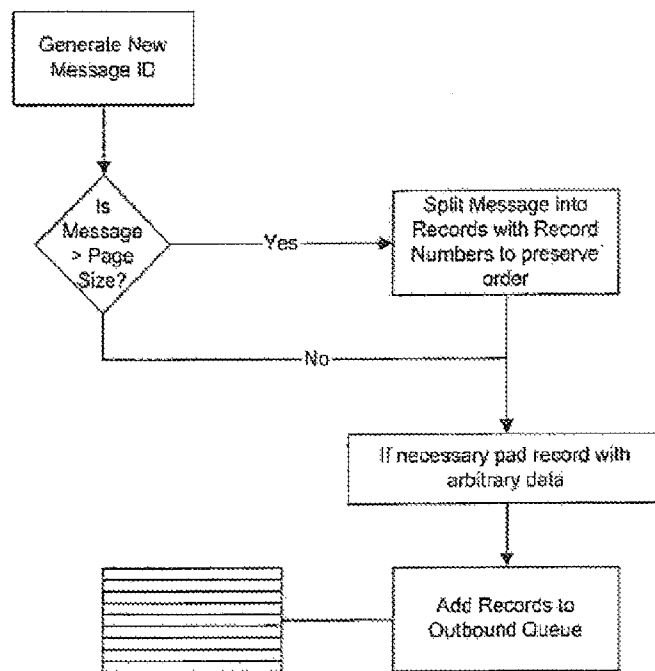 Generate New
Message ID
Is
Message
> Page
Size?
Yes
Split Message into
Records with Record
Numbers to preserve
order
No
If necessary pad record with
arbitrary data
Add Records to
Outbound Queue